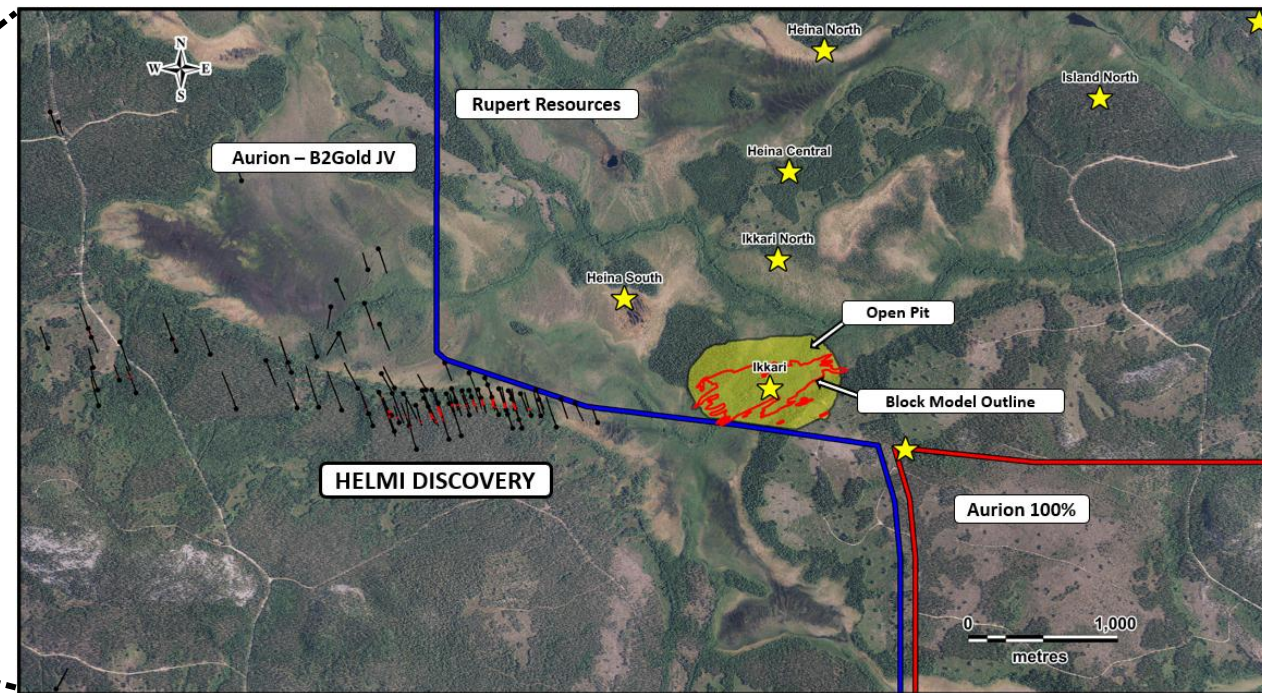 Heina North
N
W E
S
Island North
Rupert Resources
Aurion – B2Gold JV
Heina Central
Ikkari North
Heina South
Open Pit
Ikkari
Block Model Outline
HELMI DISCOVERY
Aurion 100%
0 1,000
metres